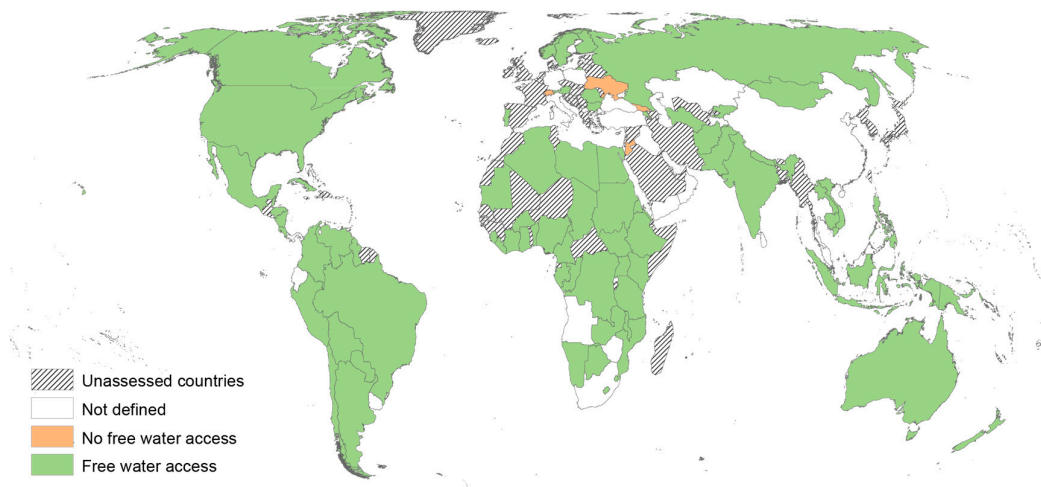 Unassessed countries
Not defined
No free water access
Free water access